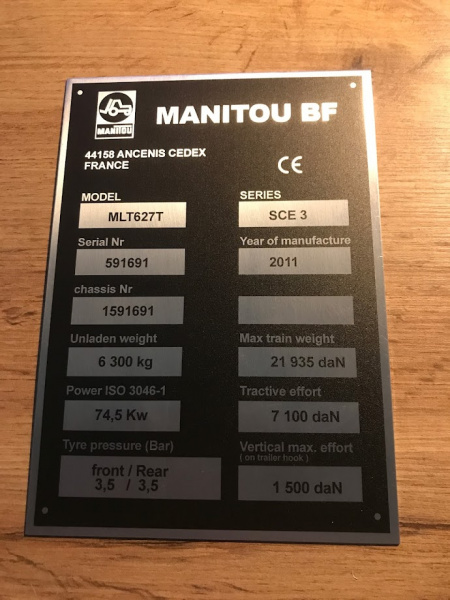 MANITOU
MANITOU BF
44158 ANCENIS CEDEX
FRANCE
CE
MODEL
SERIES
MLT627T
SCE 3
Serial Nr
Year of manufacture
591691
2011
chassis Nr
1591691
Unladen weight
Max train weight
6 300 kg
21 935 daN
Power ISO 3046-1
Tractive effort
74,5 Kw
7 100 daN
Tyre pressure (Bar)
Vertical max. effort
( on trailer hook )
front / Rear
3,5 / 3,5
1 500 daN